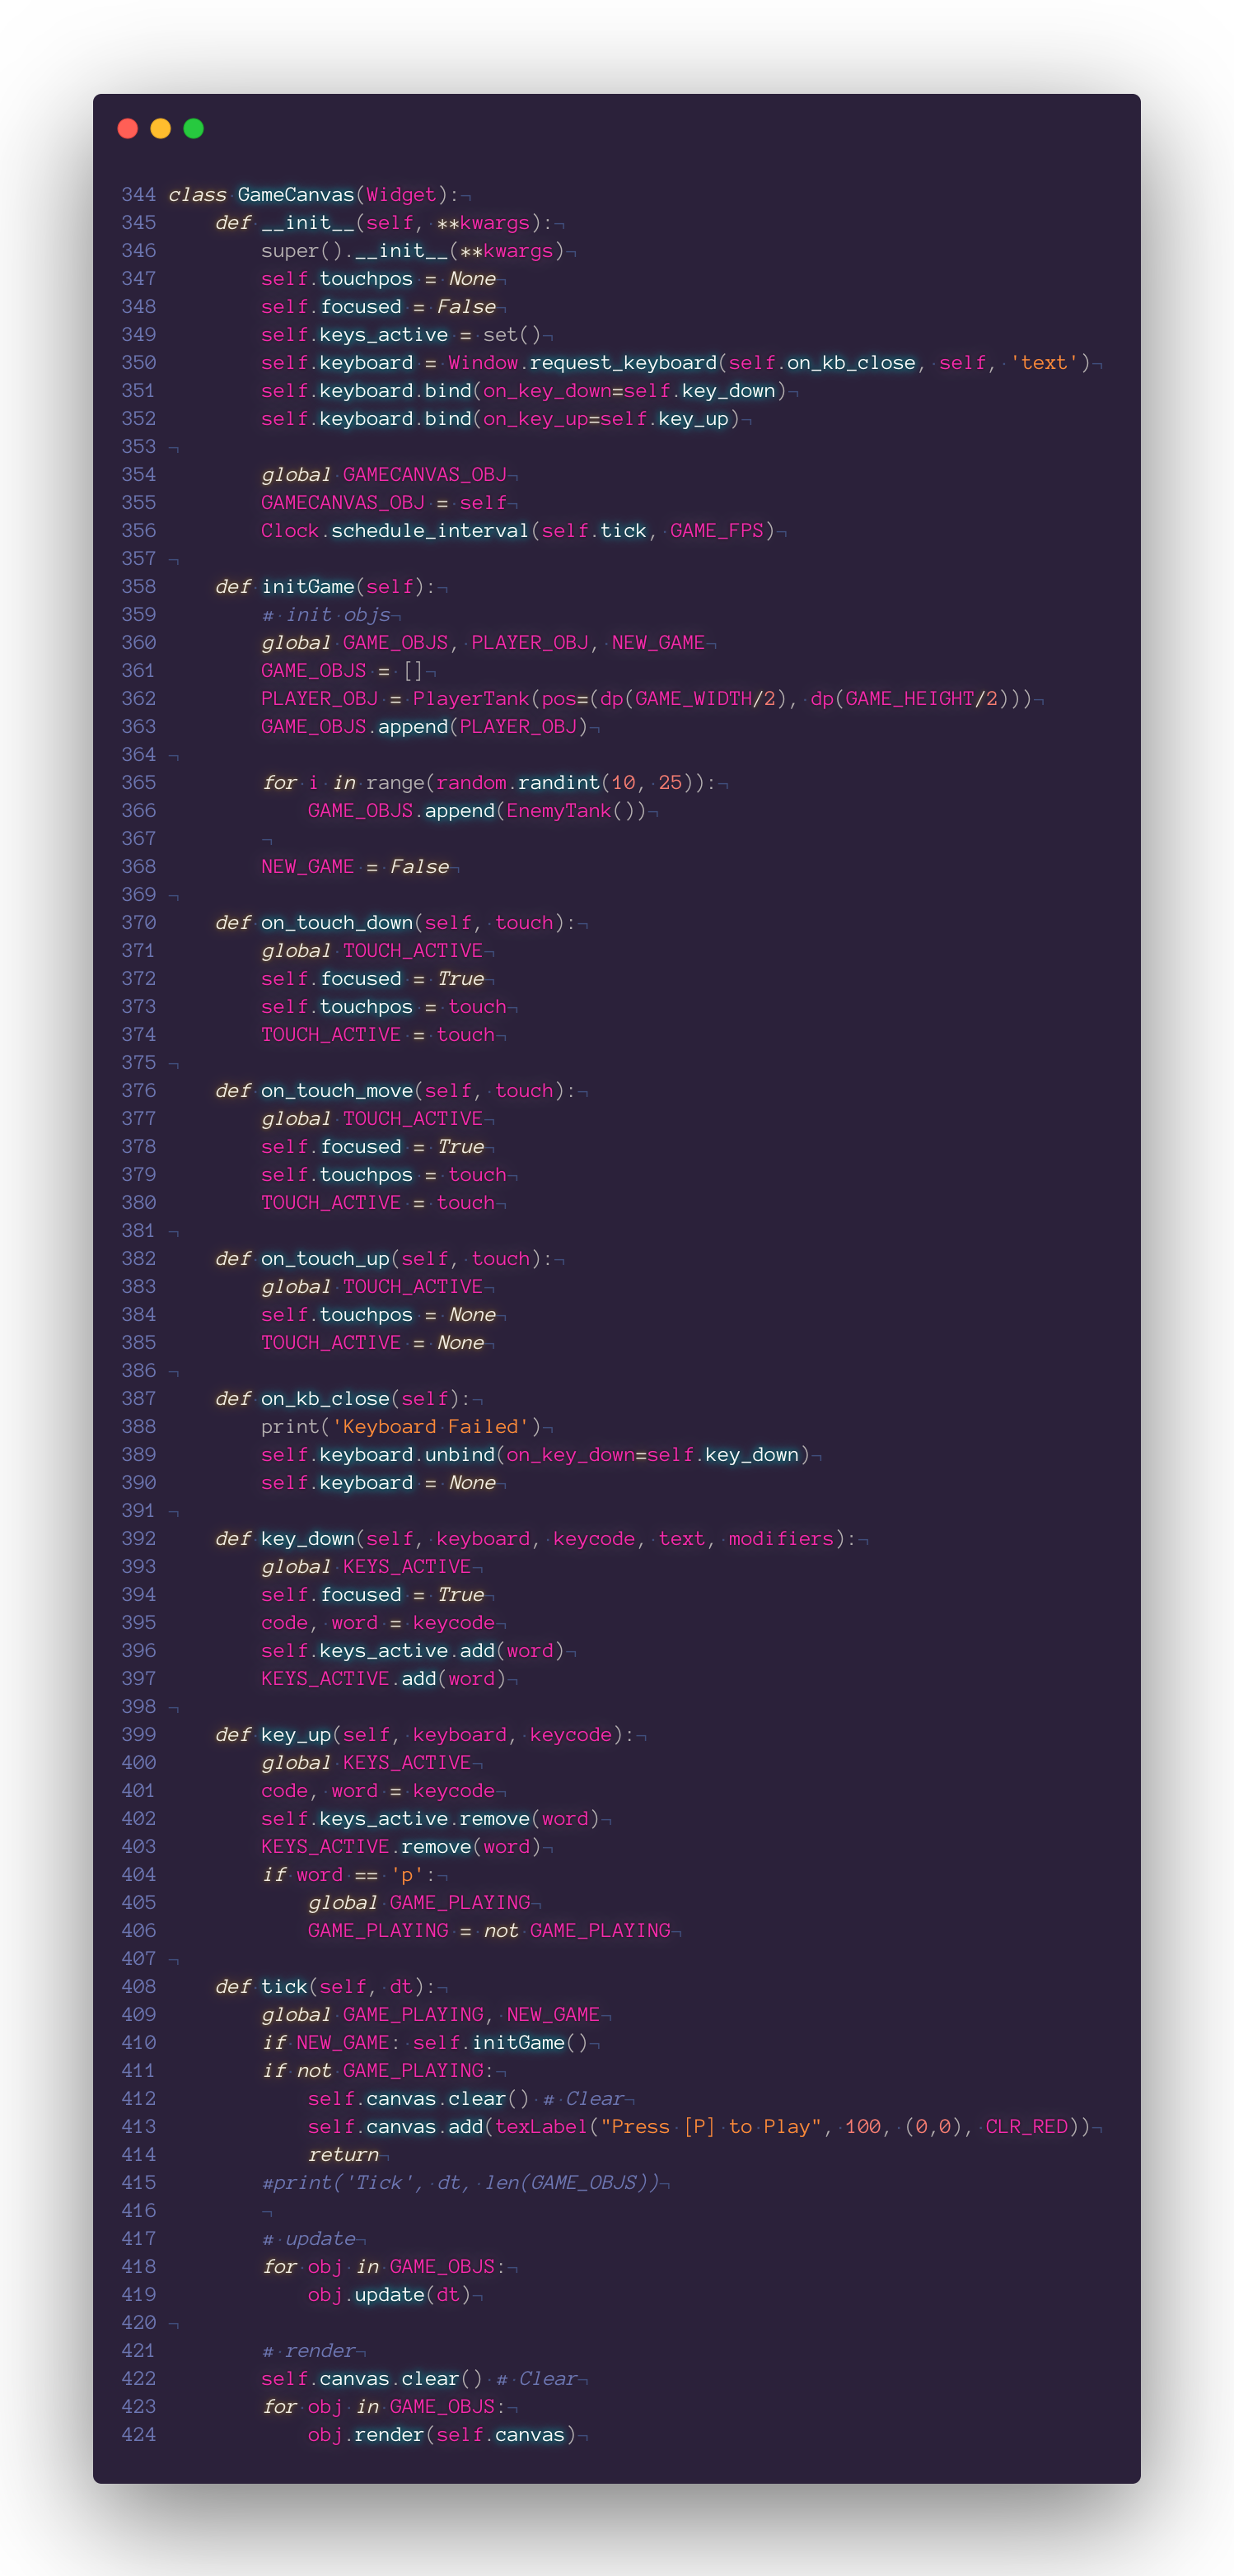 344 class GameCanvas(Widget):¬
345     def __init__(self, **kwargs):¬
346         super().__init__(**kwargs)¬
347         self.touchpos = None¬
348         self.focused = False¬
349         self.keys_active = set()¬
350         self.keyboard = Window.request_keyboard(self.on_kb_close, self, 'text')¬
351         self.keyboard.bind(on_key_down=self.key_down)¬
352         self.keyboard.bind(on_key_up=self.key_up)¬
353 ¬
354         global GAMECANVAS_OBJ¬
355         GAMECANVAS_OBJ = self¬
356         Clock.schedule_interval(self.tick, GAME_FPS)¬
357 ¬
358     def initGame(self):¬
359         # init objs¬
360         global GAME_OBJS, PLAYER_OBJ, NEW_GAME¬
361         GAME_OBJS = []¬
362         PLAYER_OBJ = PlayerTank(pos=(dp(GAME_WIDTH/2), dp(GAME_HEIGHT/2)))¬
363         GAME_OBJS.append(PLAYER_OBJ)¬
364 ¬
365         for i in range(random.randint(10, 25)):¬
366             GAME_OBJS.append(EnemyTank())¬
367         ¬
368         NEW_GAME = False¬
369 ¬
370     def on_touch_down(self, touch):¬
371         global TOUCH_ACTIVE¬
372         self.focused = True¬
373         self.touchpos = touch¬
374         TOUCH_ACTIVE = touch¬
375 ¬
376     def on_touch_move(self, touch):¬
377         global TOUCH_ACTIVE¬
378         self.focused = True¬
379         self.touchpos = touch¬
380         TOUCH_ACTIVE = touch¬
381 ¬
382     def on_touch_up(self, touch):¬
383         global TOUCH_ACTIVE¬
384         self.touchpos = None¬
385         TOUCH_ACTIVE = None¬
386 ¬
387     def on_kb_close(self):¬
388         print('Keyboard Failed')¬
389         self.keyboard.unbind(on_key_down=self.key_down)¬
390         self.keyboard = None¬
391 ¬
392     def key_down(self, keyboard, keycode, text, modifiers):¬
393         global KEYS_ACTIVE¬
394         self.focused = True¬
395         code, word = keycode¬
396         self.keys_active.add(word)¬
397         KEYS_ACTIVE.add(word)¬
398 ¬
399     def key_up(self, keyboard, keycode):¬
400         global KEYS_ACTIVE¬
401         code, word = keycode¬
402         self.keys_active.remove(word)¬
403         KEYS_ACTIVE.remove(word)¬
404         if word == 'p':¬
405             global GAME_PLAYING¬
406             GAME_PLAYING = not GAME_PLAYING¬
407 ¬
408     def tick(self, dt):¬
409         global GAME_PLAYING, NEW_GAME¬
410         if NEW_GAME: self.initGame()¬
411         if not GAME_PLAYING:¬
412             self.canvas.clear() # Clear¬
413             self.canvas.add(texLabel("Press [P] to Play", 100, (0,0), CLR_RED))¬
414             return¬
415         #print('Tick', dt, len(GAME_OBJS))¬
416         ¬
417         # update¬
418         for obj in GAME_OBJS:¬
419             obj.update(dt)¬
420 ¬
421         # render¬
422         self.canvas.clear() # Clear¬
423         for obj in GAME_OBJS:¬
424             obj.render(self.canvas)¬